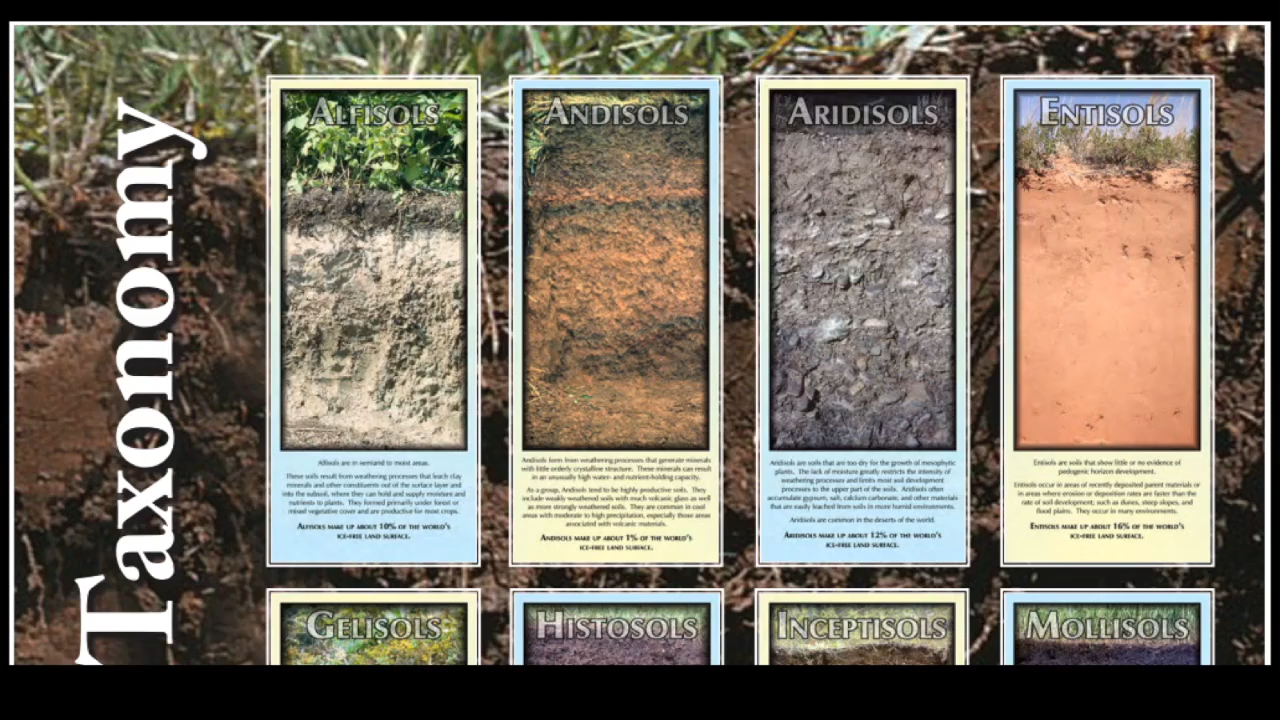 Taxonomy
ALFISOLS
Alfisols are in semiarid to moist areas.
These soils result from weathering processes that leach clay
minerals and other constituents out of the surface layer and
into the subsoil, where they can hold and supply moisture and
nutrients to plants. They formed primarily under forest or
mixed vegetative cover and are productive for most crops.
ALFISOLS MAKE UP ABOUT 10% OF THE WORLD'S
ICE-FREE LAND SURFACE.
ANDISOLS
Andisols form from weathering processes that generate minerals
with little orderly crystalline structure. These minerals can result
in an unusually high water- and nutrient-holding capacity.
As a group, Andisols tend to be highly productive soils. They
include weakly weathered soils with much volcanic glass as well
as more strongly weathered soils. They are common in cool
areas with moderate to high precipitation, especially those areas
associated with volcanic materials.
ANDISOLS MAKE UP ABOUT 1% OF THE WORLD'S
ICE-FREE LAND SURFACE.
ARIDISOLS
Aridisols are soils that are too dry for the growth of mesophytic
plants. The lack of moisture greatly restricts the intensity of
weathering processes and limits most soil development
processes to the upper part of the soils. Aridisols often
accumulate gypsum, salt, calcium carbonate, and other materials
that are easily leached from soils in more humid environments.
Aridisols are common in the deserts of the world.
ARIDISOLS MAKE UP ABOUT 12% OF THE WORLD'S
ICE-FREE LAND SURFACE.
ENTISOLS
Entisols are soils that show little or no evidence of
pedogenic horizon development.
Entisols occur in areas of recently deposited parent materials or
in areas where erosion or deposition rates are faster than the
rate of soil development; such as dunes, steep slopes, and
flood plains. They occur in many environments.
ENTISOLS MAKE UP ABOUT 16% OF THE WORLD'S
ICE-FREE LAND SURFACE.
GELISOLS
HISTOSOLS
INCEPTISOLS
MOLLISOLS